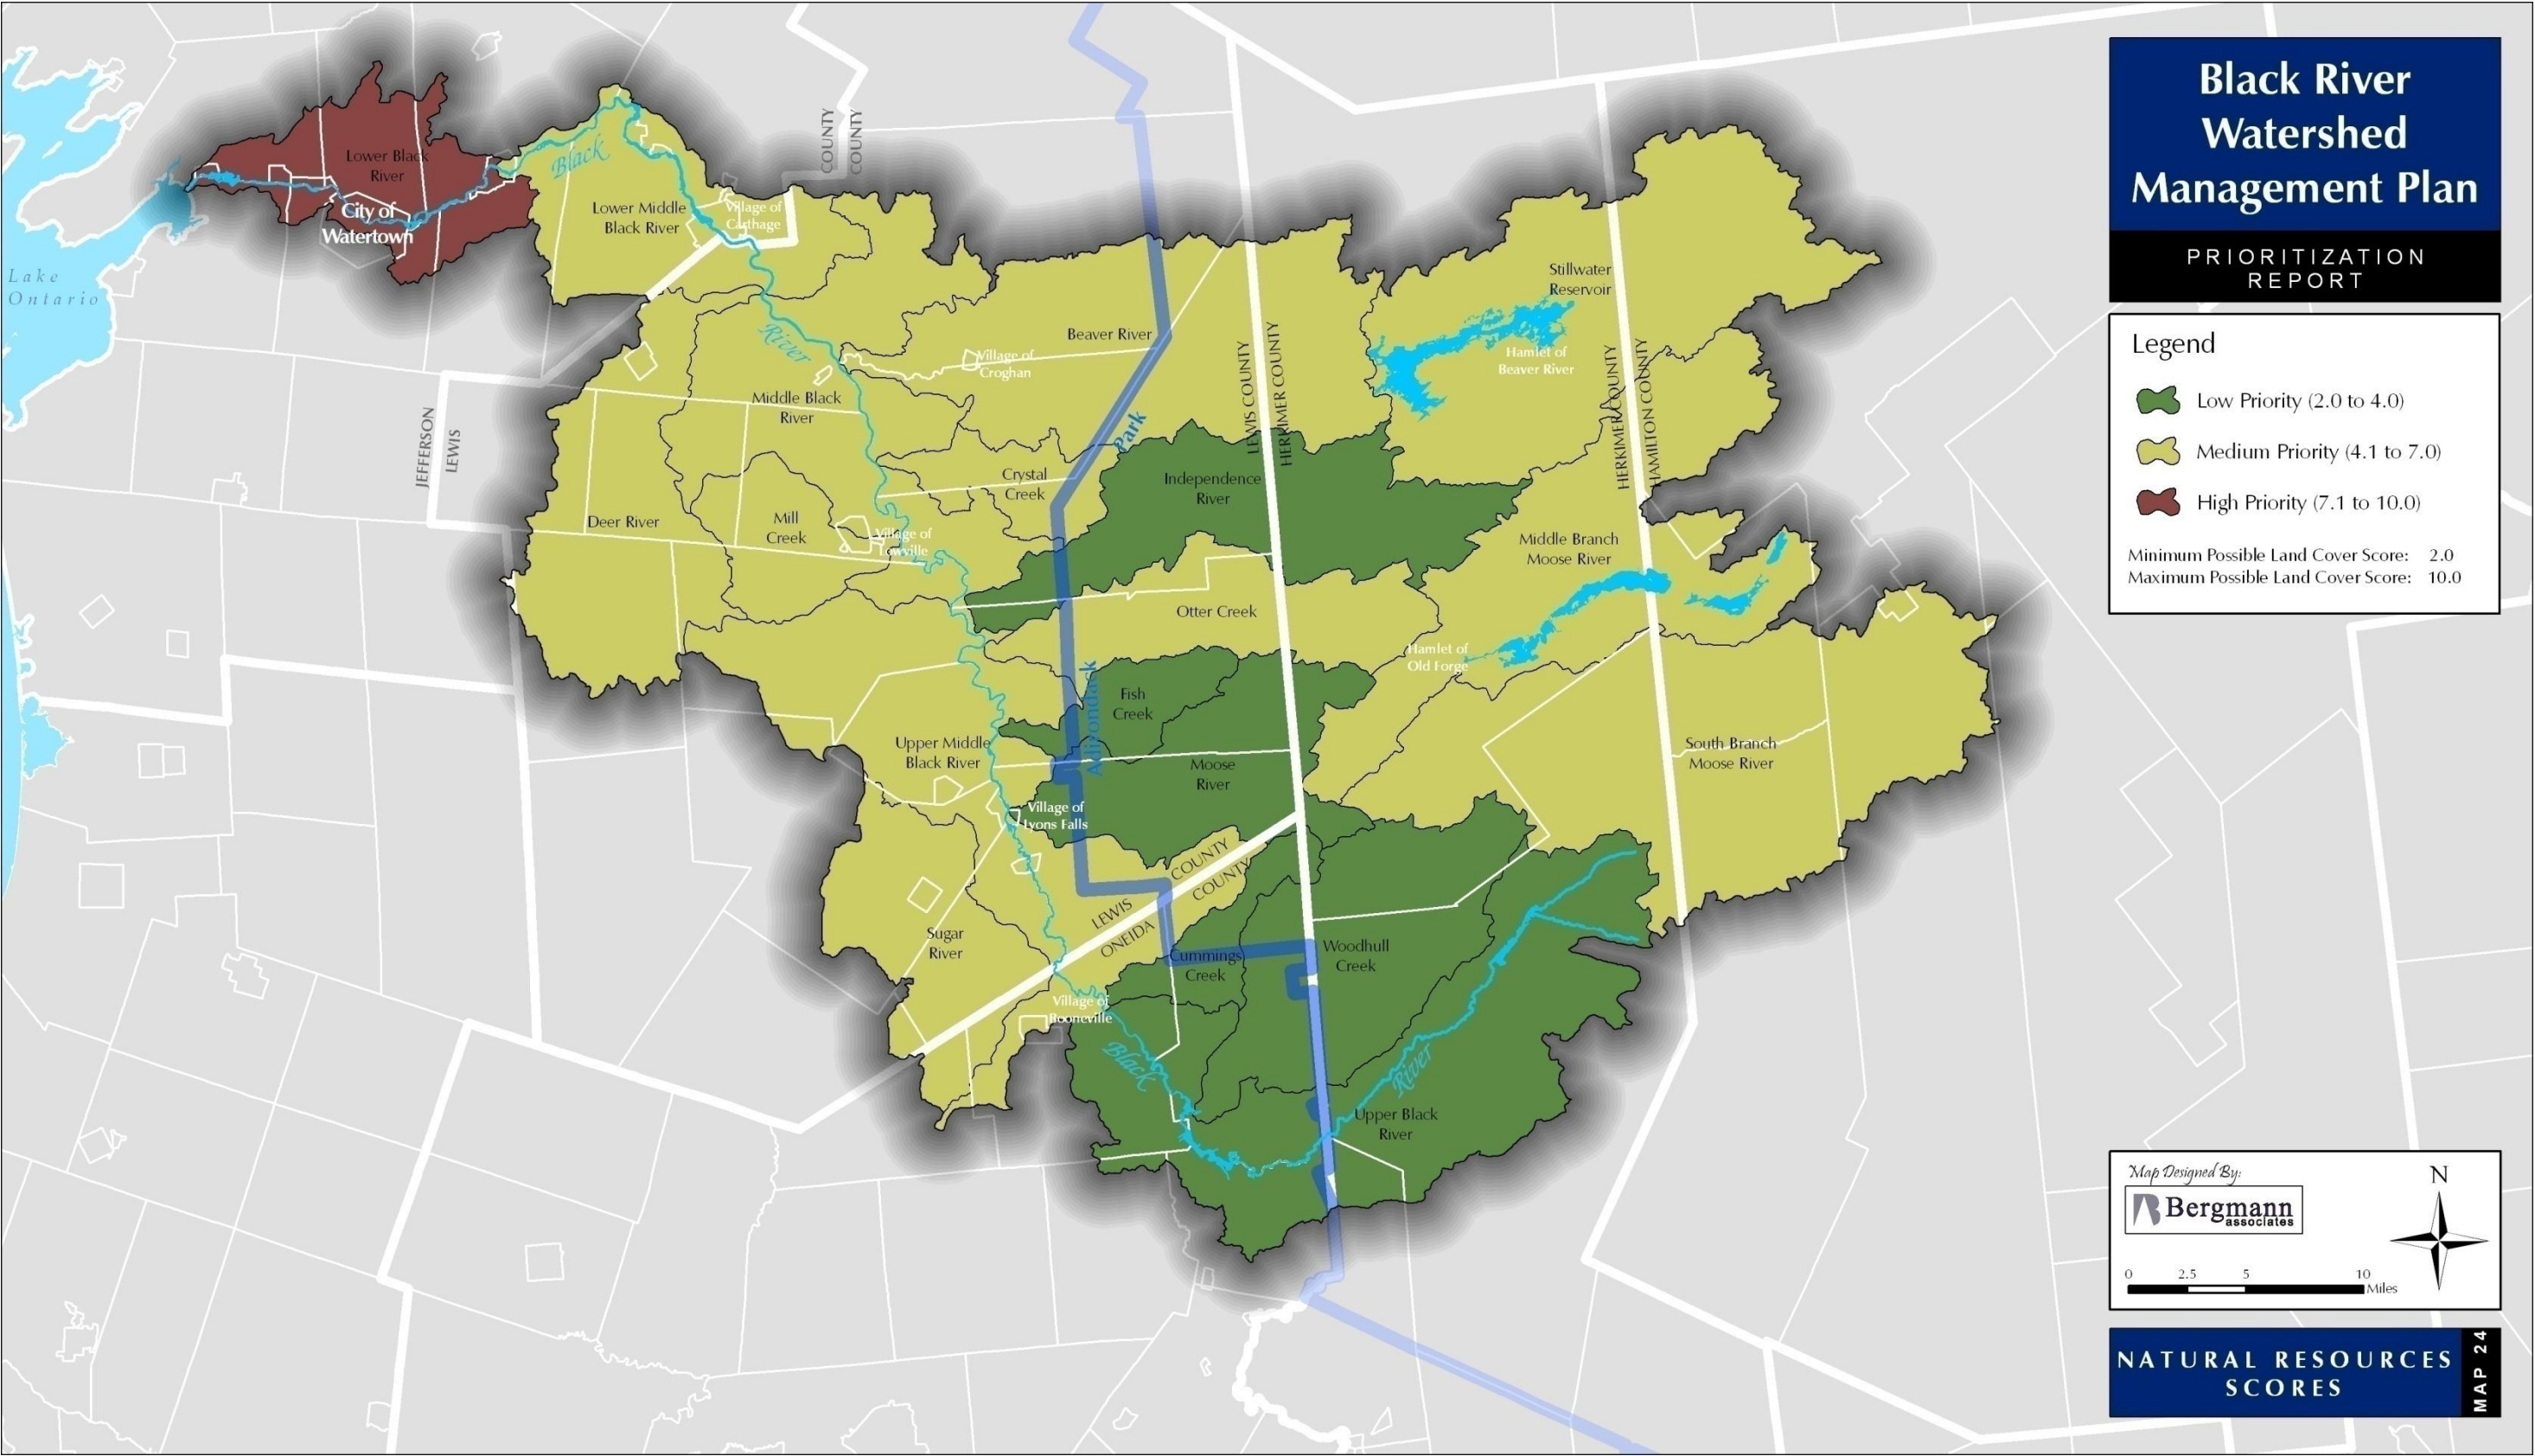 Black River
Watershed
Management Plan
PRIORITIZATION
REPORT
Legend
Low Priority (2.0 to 4.0)
Medium Priority (4.1 to 7.0)
High Priority (7.1 to 10.0)
Minimum Possible Land Cover Score: 2.0
Maximum Possible Land Cover Score: 10.0
Lake
Ontario
Lower Black
River
City of
Watertown
Black
Lower Middle
Black River
Village of
Carthage
COUNTY
COUNTY
River
Beaver River
Village of
Croghan
Stillwater
Reservoir
Hamlet of
Beaver River
LEWIS COUNTY
HERKIMER COUNTY
HERKIMER COUNTY
HAMILTON COUNTY
JEFFERSON
LEWIS
Middle Black
River
Park
Crystal
Creek
Independence
River
Deer River
Mill
Creek
Village of
Lowville
Middle Branch
Moose River
Otter Creek
Hamlet of
Old Forge
Adirondack
Fish
Creek
Upper Middle
Black River
Moose
River
South Branch
Moose River
Village of
Lyons Falls
COUNTY
COUNTY
LEWIS
ONEIDA
Sugar
River
Cummings
Creek
Woodhull
Creek
Village of
Booneville
Black
River
Upper Black
River
Map Designed By:
Bergmann
associates
N
0 2.5 5 10
Miles
NATURAL RESOURCES
SCORES
MAP 24